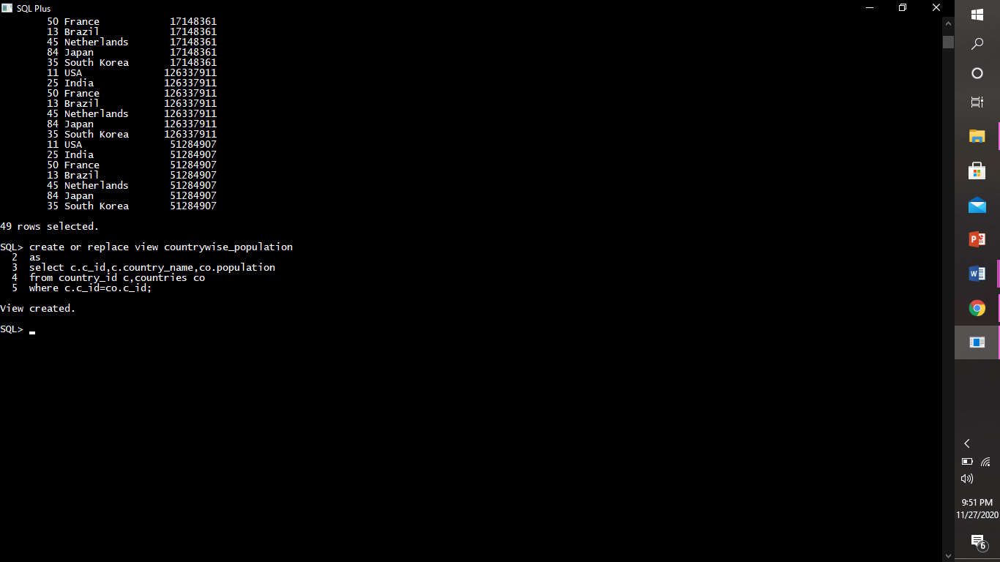 SQL Plus
50 France 17148361
13 Brazil 17148361
45 Netherlands 17148361
84 Japan 17148361
35 South Korea 17148361
11 USA 126337911
25 India 126337911
50 France 126337911
13 Brazil 126337911
45 Netherlands 126337911
84 Japan 126337911
35 South Korea 126337911
11 USA 51284907
25 India 51284907
50 France 51284907
13 Brazil 51284907
45 Netherlands 51284907
84 Japan 51284907
35 South Korea 51284907
49 rows selected.
SQL> create or replace view countrywise_population
2 as
3 select c.c_id,c.country_name,co.population
4 from country_id c,countries co
5 where c.c_id=co.c_id;
View created.
SQL>
9:51 PM
11/27/2020
6